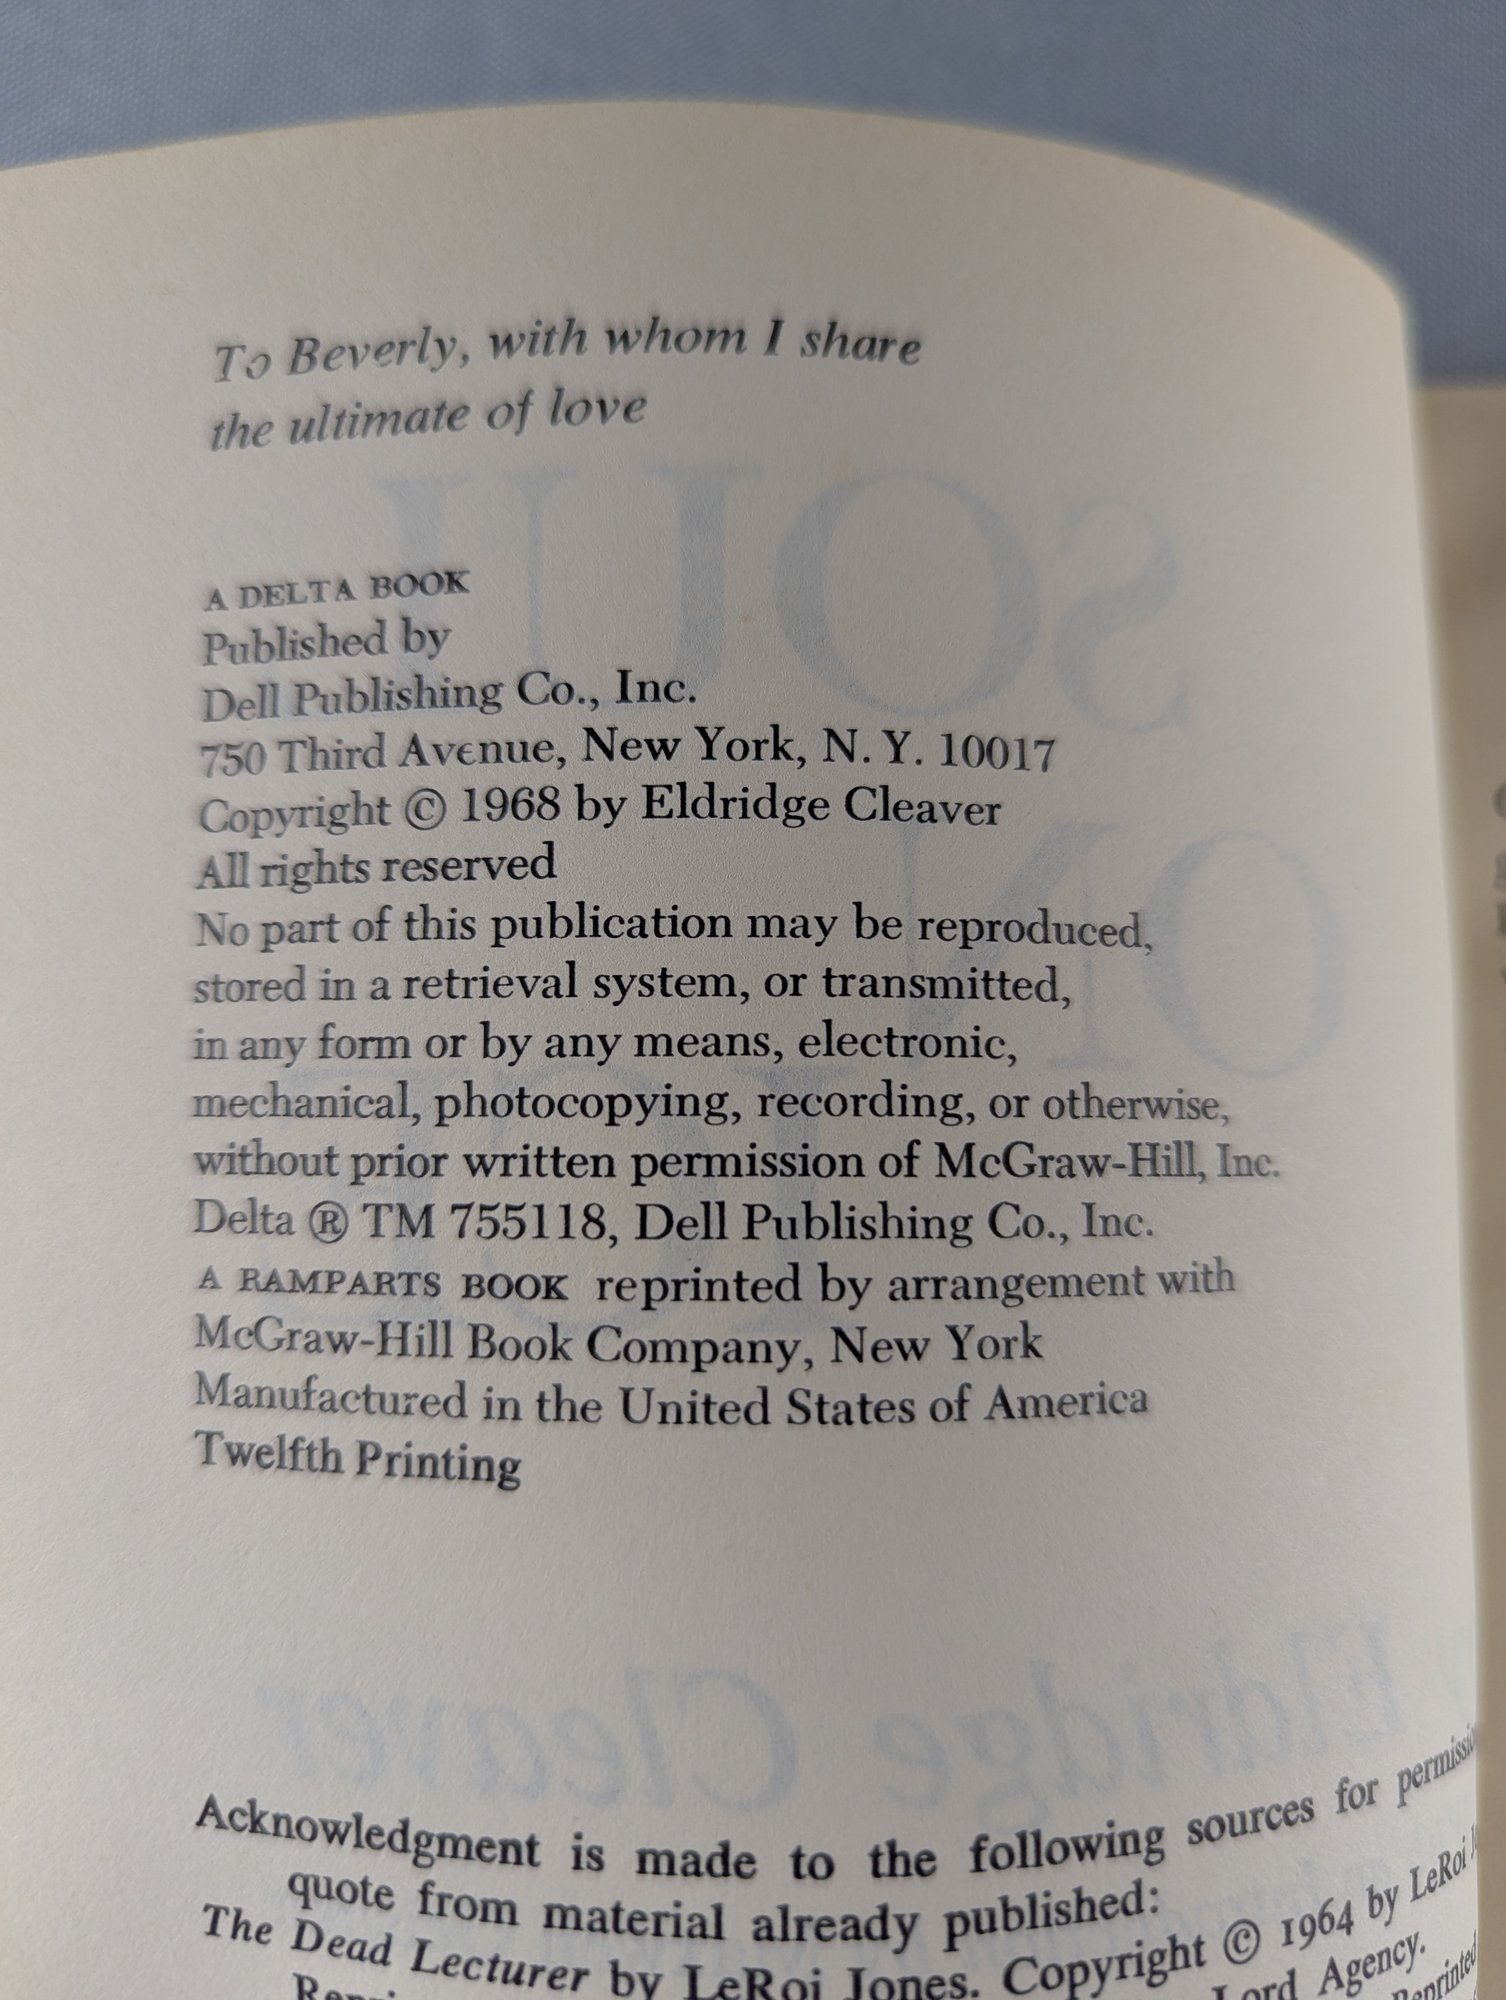 To Beverly, with whom I share
the ultimate of love
A DELTA BOOK
Published by
Dell Publishing Co., Inc.
750 Third Avenue, New York, N. Y. 10017
Copyright © 1968 by Eldridge Cleaver
All rights reserved
No part of this publication may be reproduced,
stored in a retrieval system, or transmitted,
in any form or by any means, electronic,
mechanical, photocopying, recording, or otherwise,
without prior written permission of McGraw-Hill, Inc.
Delta ® TM 755118, Dell Publishing Co., Inc.
A RAMPARTS BOOK reprinted by arrangement with
McGraw-Hill Book Company, New York
Manufactured in the United States of America
Twelfth Printing
Acknowledgment is made to the following sources for
quote from material already published:
The Dead Lecturer by LeRoi Jones. Copyright © 1964 by LeRoi
Lord Agency.
Reprinted